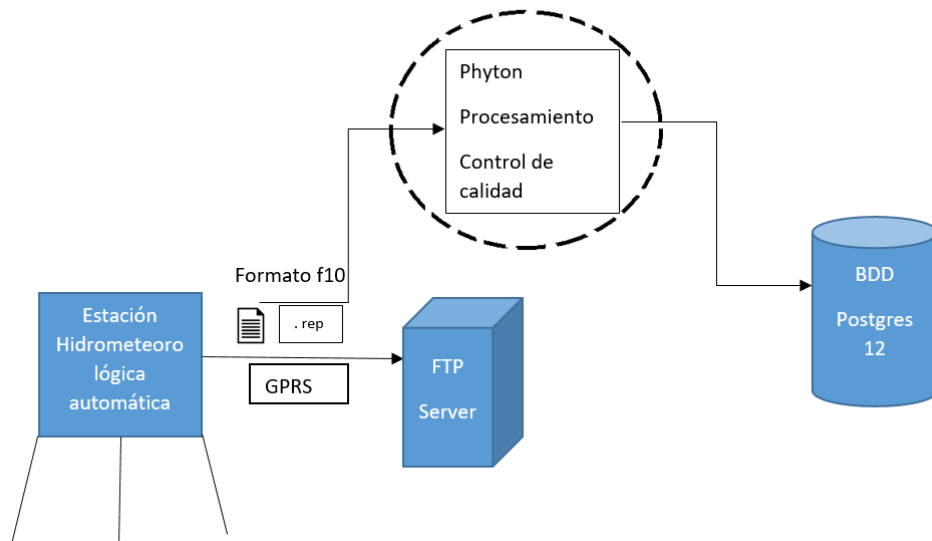 Phyton
Procesamiento
Control de
calidad
Formato f10
. rep
Estación
Hidrometeoro
lógica
automática
GPRS
FTP
Server
BDD
Postgres
12